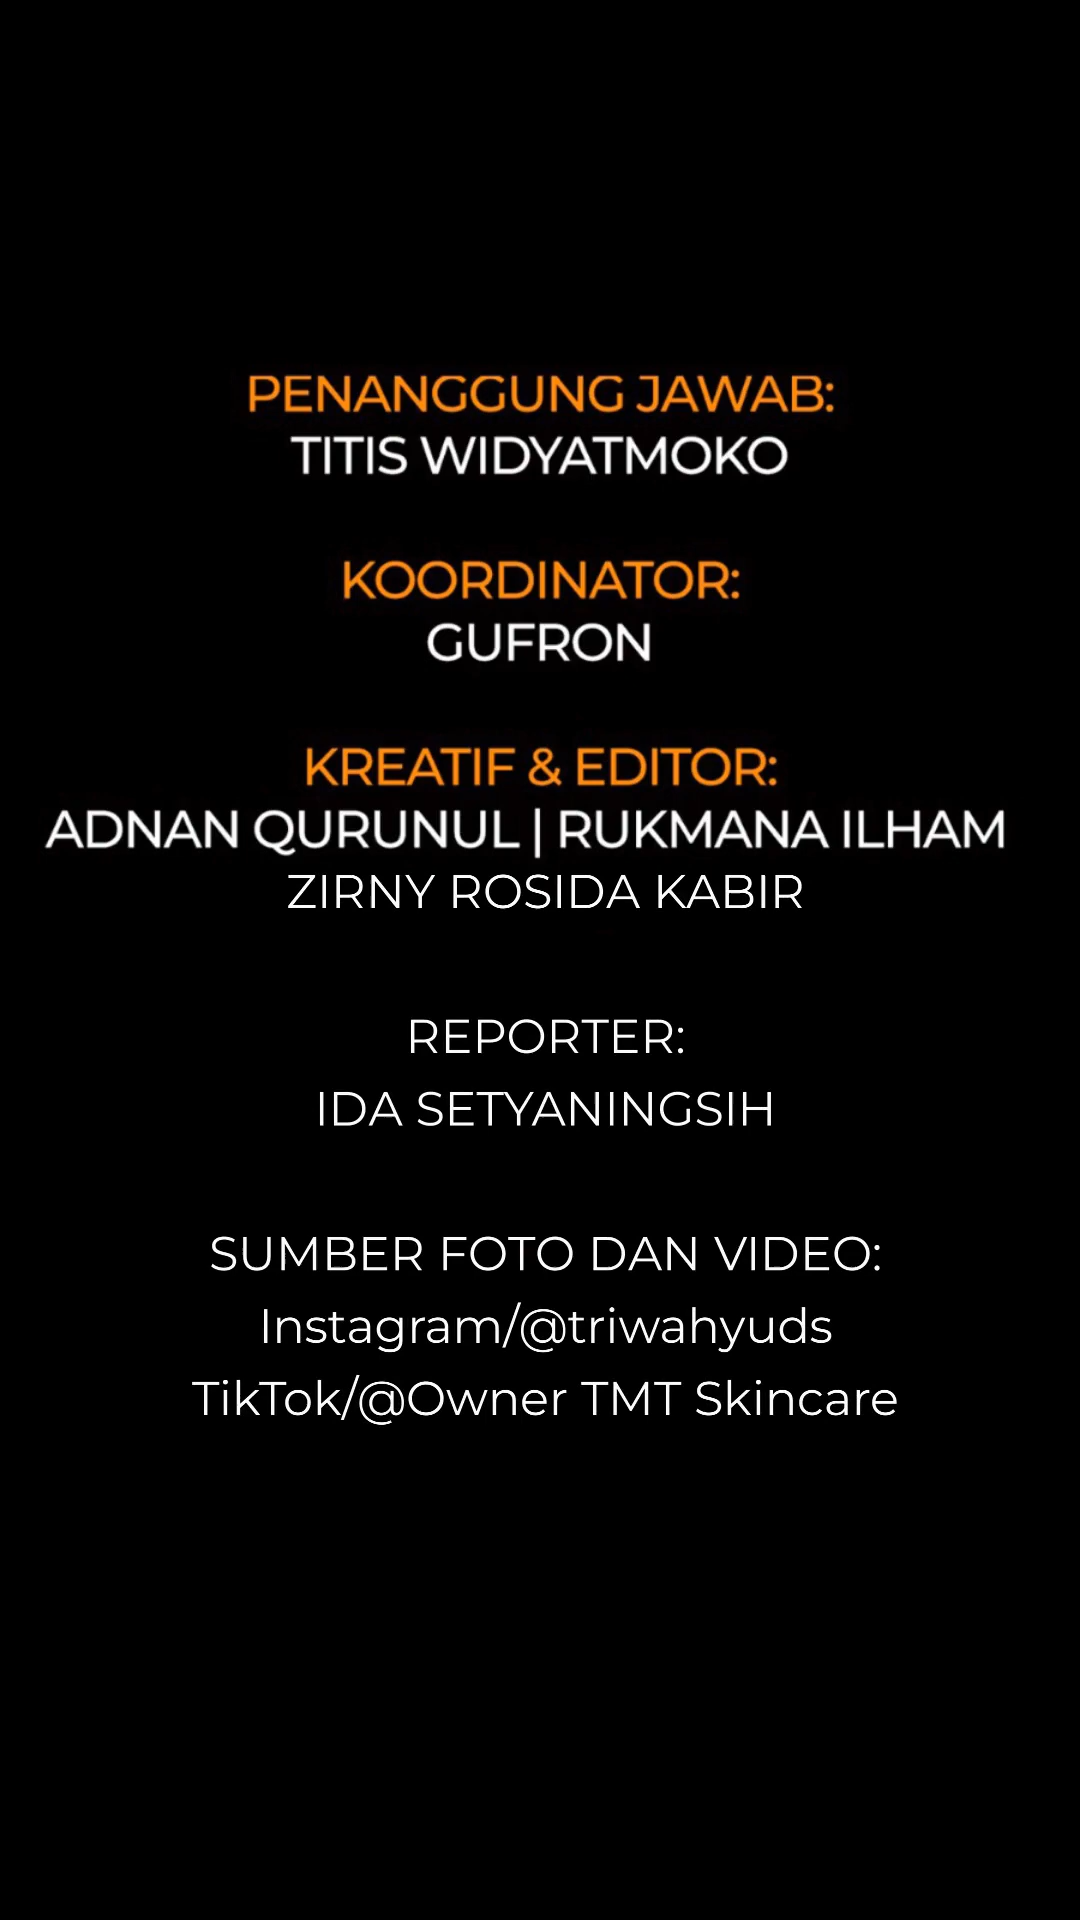 PENANGGUNG JAWAB:
TITIS WIDYATMOKO
KOORDINATOR:
GUFRON
KREATIF & EDITOR:
ADNAN QURUNUL | RUKMANA ILHAM
ZIRNY ROSIDA KABIR
REPORTER:
IDA SETYANINGSIH
SUMBER FOTO DAN VIDEO:
Instagram/@triwahyuds
TikTok/@Owner TMT Skincare